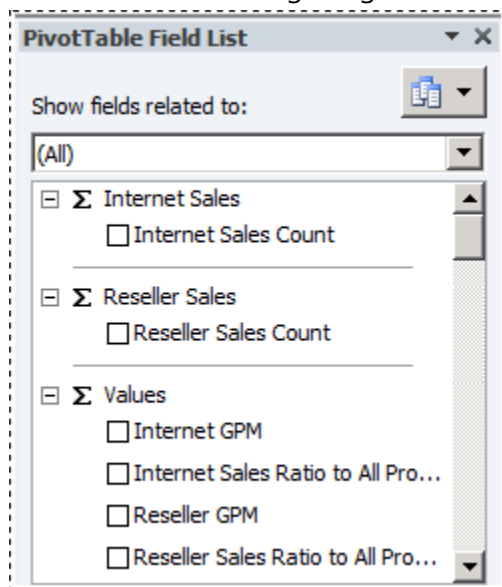 PivotTable Field List
Show fields related to:
(All)
Σ Internet Sales
Internet Sales Count
Σ Reseller Sales
Reseller Sales Count
Σ Values
Internet GPM
Internet Sales Ratio to All Pro...
Reseller GPM
Reseller Sales Ratio to All Pro...